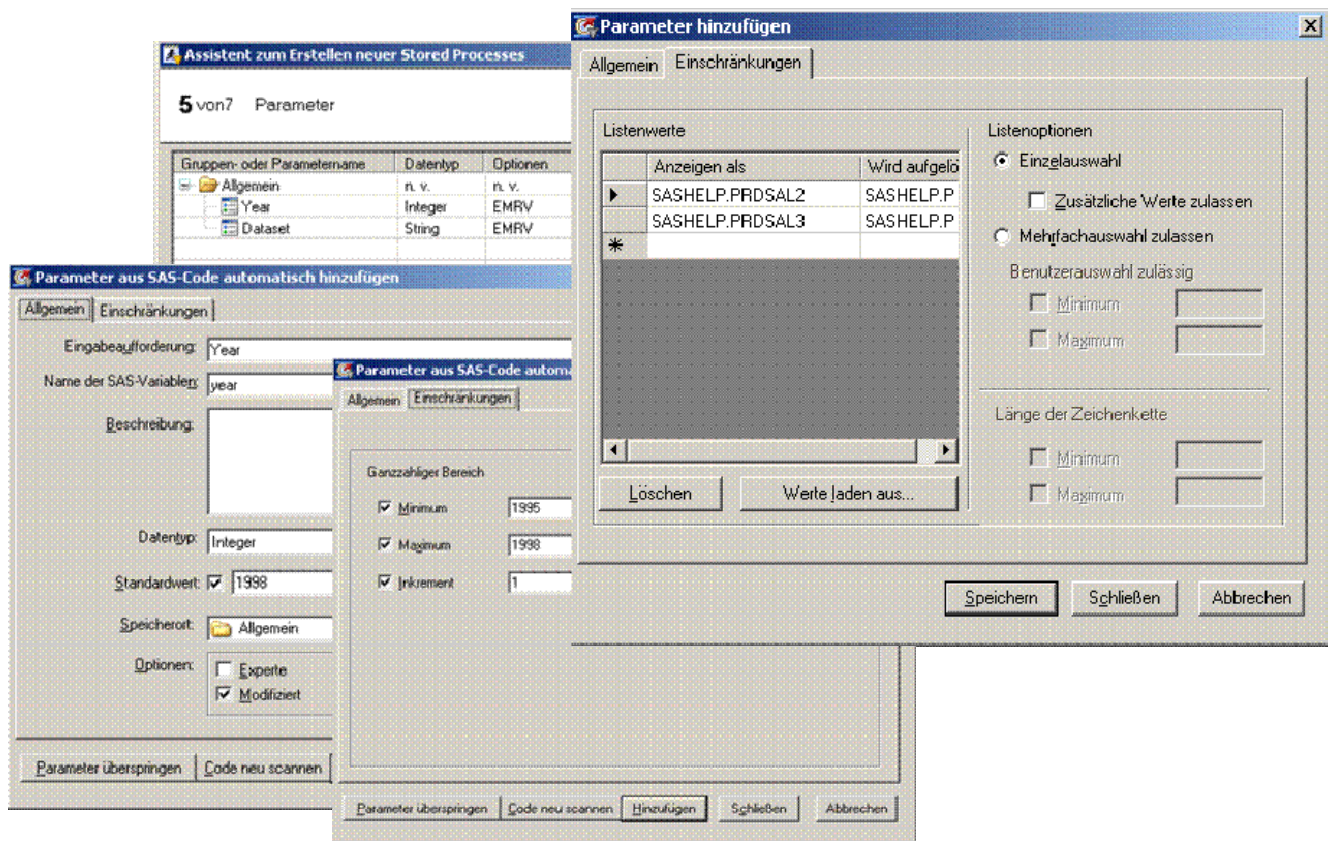 Assistent zum Erstellen neuer Stored Processes
5 von7 Parameter
Gruppen- oder Parametername Datentyp Optionen
Allgemein n. v. n. v.
Year Integer EMRV
Dataset String EMRV
Parameter aus SAS-Code automatisch hinzufügen
Allgemein Einschränkungen
Eingabeaufforderung: Year
Name der SAS-Variablen: year
Beschreibung:
Datentyp: Integer
Standardwert: 1998
Speicherort: Allgemein
Optionen: Experte
Modifiziert
Parameter überspringen Code neu scannen
Parameter aus SAS-Code automa
Allgemein Einschränkungen
Ganzzahliger Bereich
Minimum 1995
Maximum 1998
Inkrement 1
Parameter überspringen Code neu scannen Hinzufügen Schließen Abbrechen
Parameter hinzufügen
Allgemein Einschränkungen
Listenwerte
Anzeigen als Wird aufgelö
SASHELP.PRDSAL2 SASHELP.P
SASHELP.PRDSAL3 SASHELP.P
Löschen Werte laden aus...
Listenoptionen
Einzelauswahl
Zusätzliche Werte zulassen
Mehrfachauswahl zulassen
Benutzerauswahl zulässig
Minimum
Maximum
Länge der Zeichenkette
Minimum
Maximum
Speichern Schließen Abbrechen